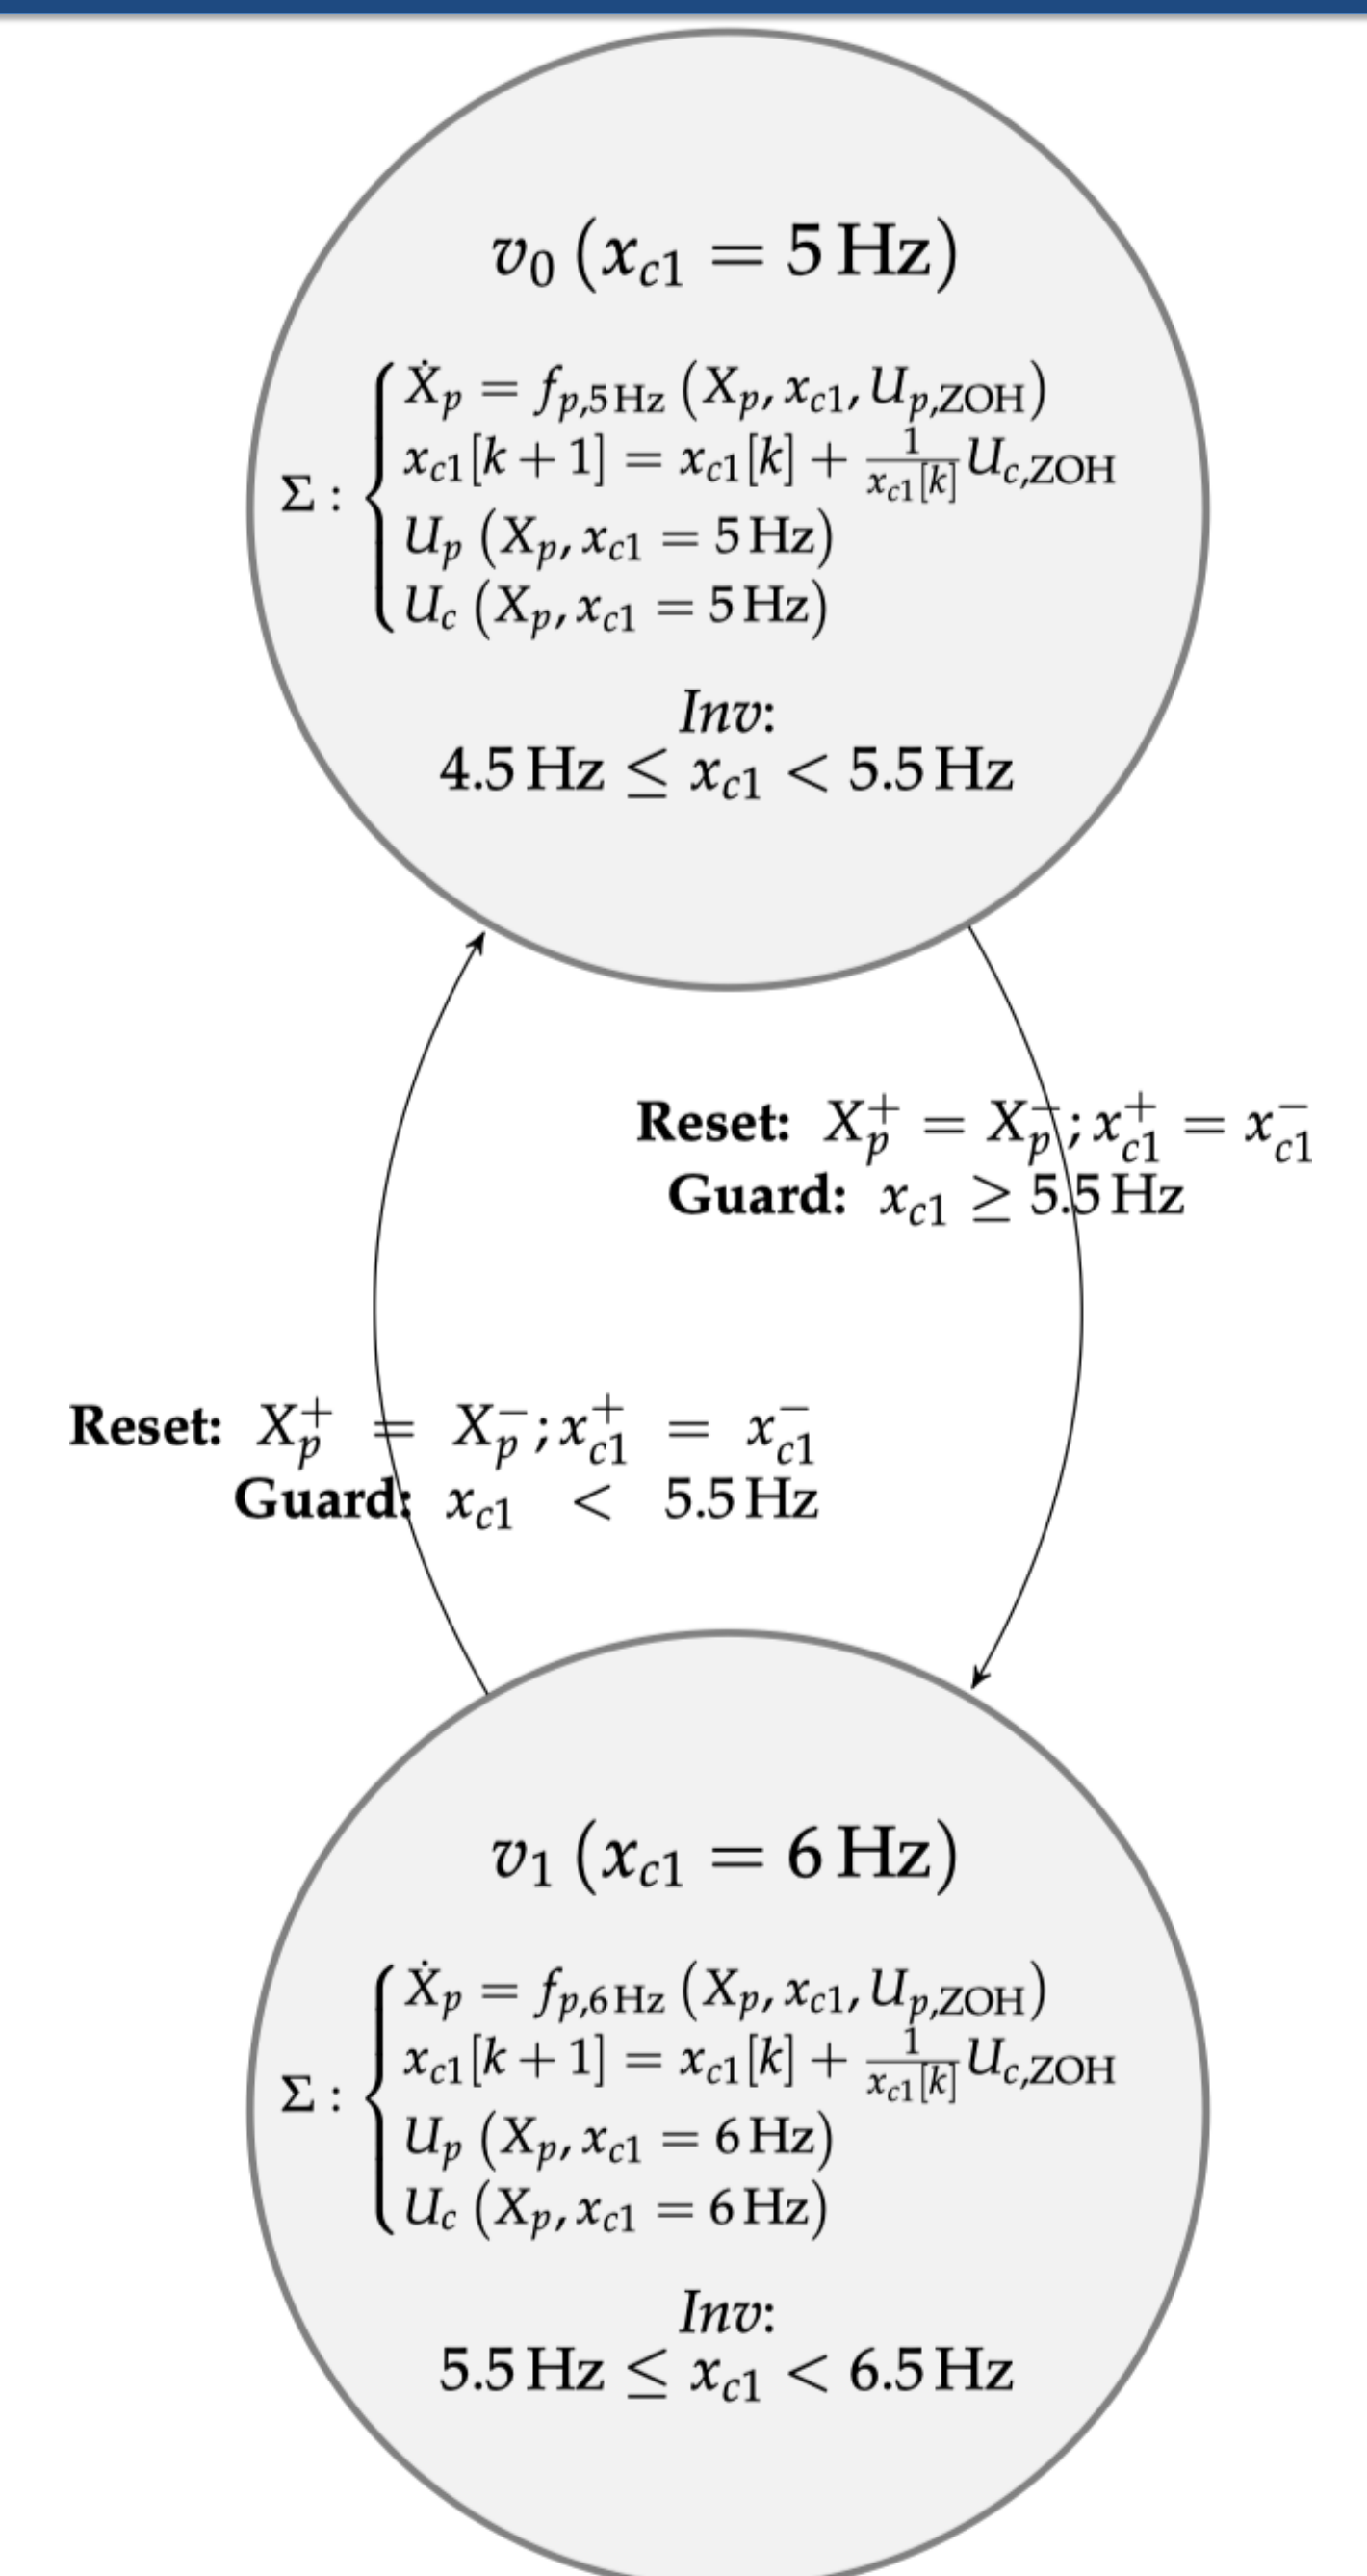 v₀ (x_{c1} = 5 Hz)
Ẋ_p = f_{p,5 Hz} (X_p, x_{c1}, U_{p,ZOH})
x_{c1}[k + 1] = x_{c1}[k] + \frac{1}{x_{c1}[k]} U_{c,ZOH}
Σ :
U_p (X_p, x_{c1} = 5 Hz)
U_c (X_p, x_{c1} = 5 Hz)
Inv:
4.5 Hz ≤ x_{c1} < 5.5 Hz
Reset: X_p^+ = X_p^-; x_{c1}^+ = x_{c1}^-
Guard: x_{c1} ≥ 5.5 Hz
Reset: X_p^+ = X_p^-; x_{c1}^+ = x_{c1}^-
Guard: x_{c1} < 5.5 Hz
v₁ (x_{c1} = 6 Hz)
Ẋ_p = f_{p,6 Hz} (X_p, x_{c1}, U_{p,ZOH})
x_{c1}[k + 1] = x_{c1}[k] + \frac{1}{x_{c1}[k]} U_{c,ZOH}
Σ :
U_p (X_p, x_{c1} = 6 Hz)
U_c (X_p, x_{c1} = 6 Hz)
Inv:
5.5 Hz ≤ x_{c1} < 6.5 Hz